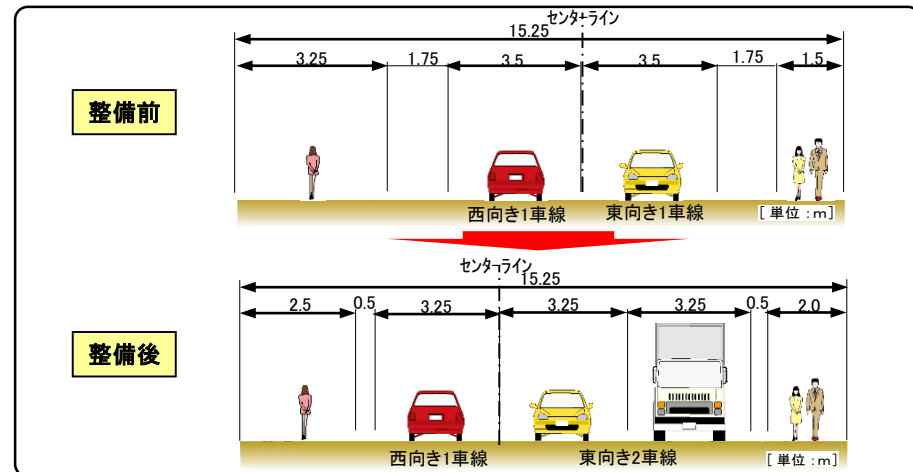 センターライン
15.25
3.25 1.75 3.5 3.5 1.75 1.5
整備前
西向き1車線 東向き1車線 [単位:m]
センターライン
15.25
2.5 0.5 3.25 3.25 3.25 0.5 2.0
整備後
西向き1車線 東向き2車線 [単位:m]